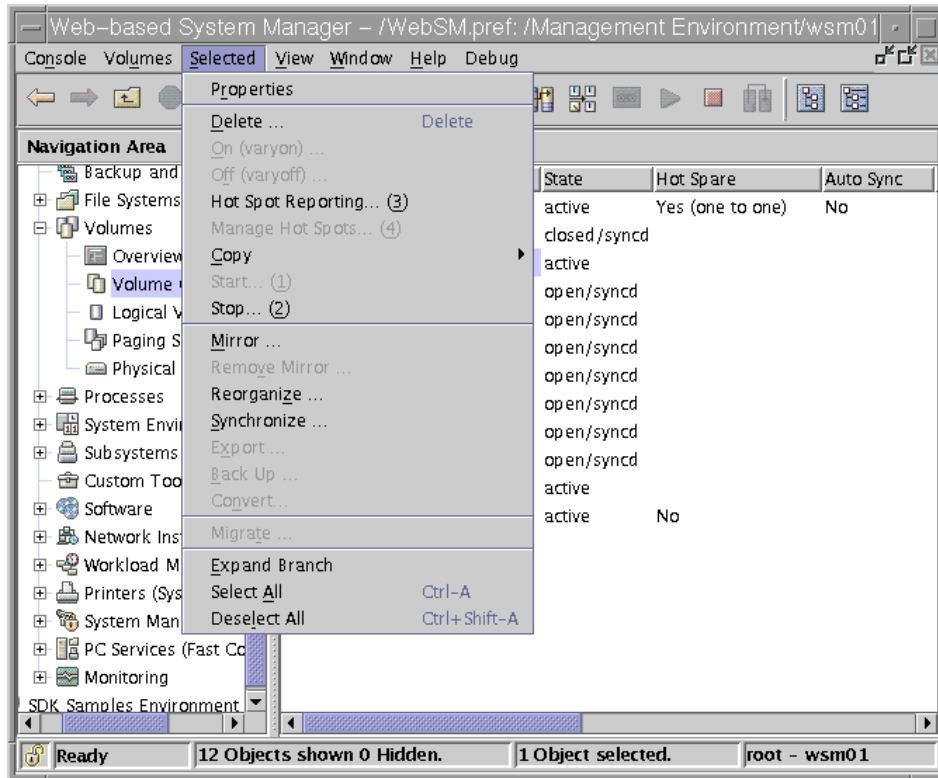 Web-based System Manager - /WebSM.pref: /Management Environment/wsm01
Console Volumes Selected View Window Help Debug
Navigation Area
Backup and
File Systems
Volumes
Overview
Volume
Logical V
Paging S
Physical
Processes
System Envi
Subsystems
Custom Too
Software
Network Ins
Workload M
Printers (Sys
System Man
PC Services (Fast Co
Monitoring
SDK Samples Environment
Properties
Delete ... Delete
On (varyon) ...
Off (varyoff) ...
Hot Spot Reporting... (3)
Manage Hot Spots... (4)
Copy
Start... (1)
Stop... (2)
Mirror ...
Remove Mirror ...
Reorganize ...
Synchronize ...
Export ...
Back Up ...
Convert...
Migrate ...
Expand Branch
Select All Ctrl-A
Deselect All Ctrl+Shift-A
State Hot Spare Auto Sync
active Yes (one to one) No
closed/syncd
active
open/syncd
open/syncd
open/syncd
open/syncd
open/syncd
open/syncd
open/syncd
active
active No
Ready 12 Objects shown 0 Hidden. 1 Object selected. root - wsm01